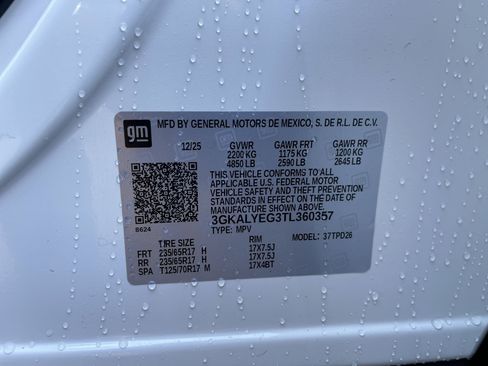 gm
MFD BY GENERAL MOTORS DE MEXICO, S. DE R.L. DE C.V.
12/25 GVWR GAWR FRT GAWR RR
2200 KG 1175 KG 1200 KG
4850 LB 2590 LB 2645 LB
THIS VEHICLE CONFORMS TO ALL
APPLICABLE U.S. FEDERAL MOTOR
VEHICLE SAFETY AND THEFT PREVENTION
STANDARDS IN EFFECT ON THE DATE OF
MANUFACTURE SHOWN ABOVE.
3GKALYEG3TL360357
B624
TYPE: MPV MODEL: 37TPD26
TIRE SIZE RIM
FRT 235/65R17 H 17X7.5J
RR 235/65R17 H 17X7.5J
SPA T125/70R17 M 17X4BT